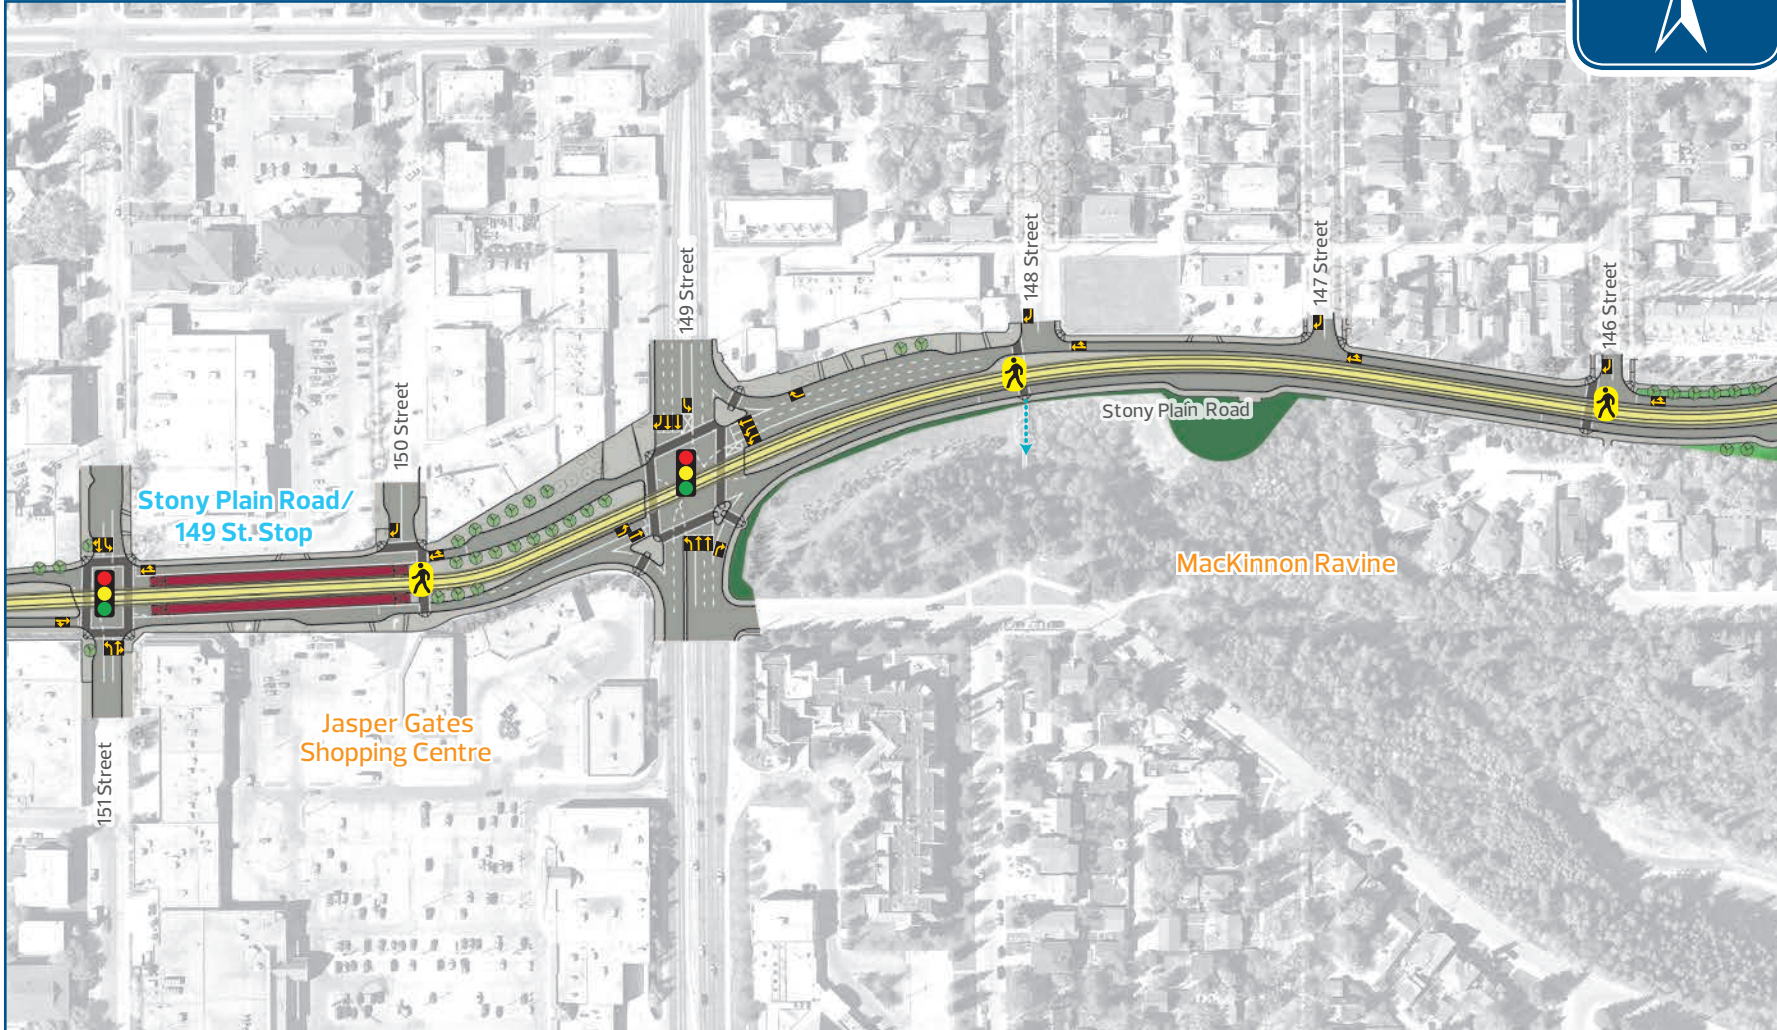 148 Street
147 Street
149 Street
146 Street
150 Street
Stony Plain Road
Stony Plain Road/
149 St. Stop
MacKinnon Ravine
Jasper Gates
Shopping Centre
151 Street